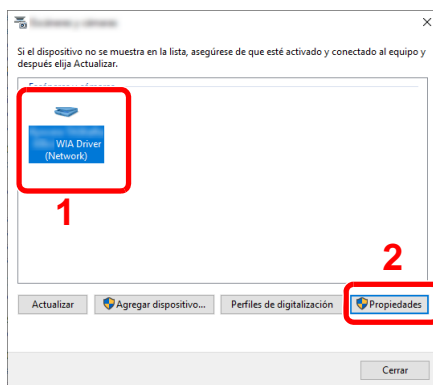 Si el dispositivo no se muestra en la lista, asegúrese de que esté activado y conectado al equipo y
después elija Actualizar.
WIA Driver
(Network)
1
2
Actualizar
Agregar dispositivo...
Perfiles de digitalización
Propiedades
Cerrar